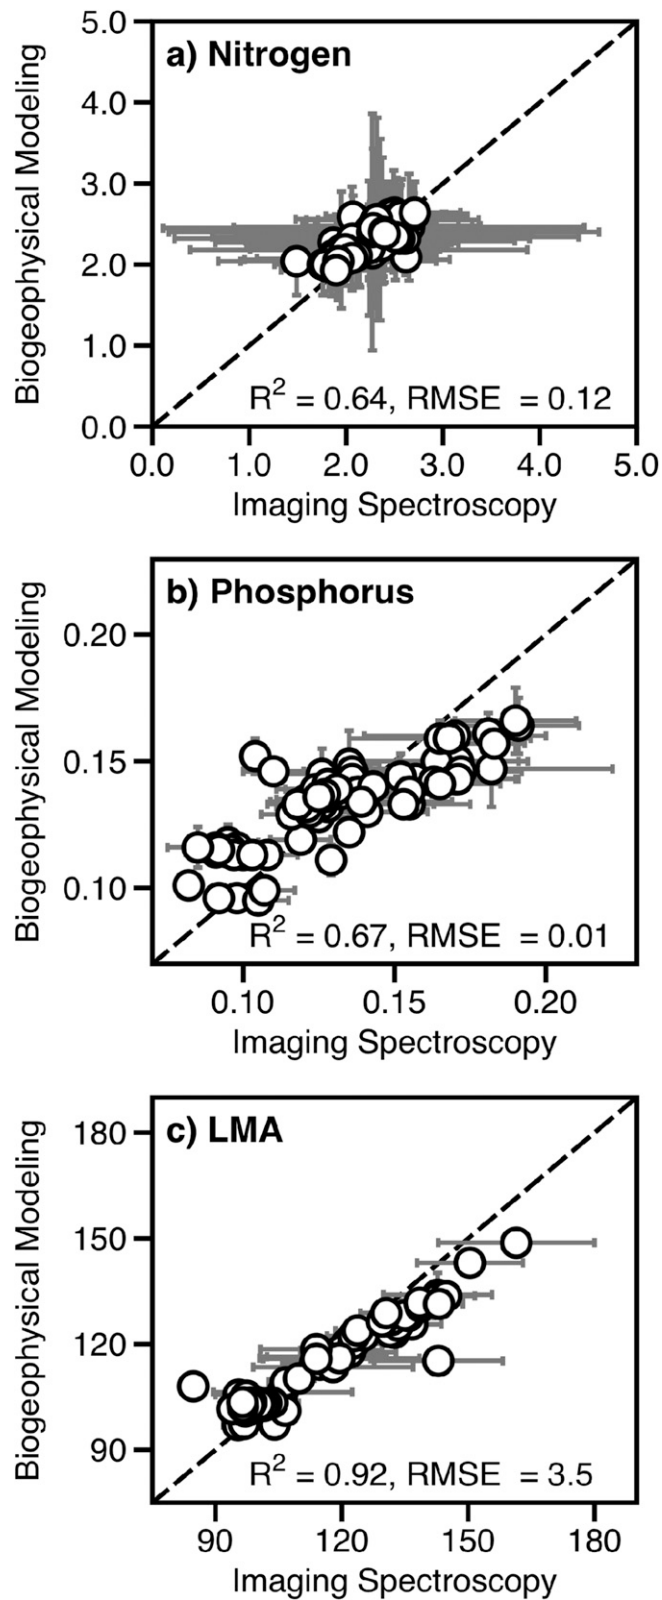 5.0
a) Nitrogen
4.0
3.0
2.0
1.0
R² = 0.64, RMSE = 0.12
0.0
Biogeophysical Modeling
0.0 1.0 2.0 3.0 4.0 5.0
Imaging Spectroscopy
b) Phosphorus
0.20
0.15
0.10
R² = 0.67, RMSE = 0.01
Biogeophysical Modeling
0.10 0.15 0.20
Imaging Spectroscopy
c) LMA
180
150
120
90
R² = 0.92, RMSE = 3.5
Biogeophysical Modeling
90 120 150 180
Imaging Spectroscopy